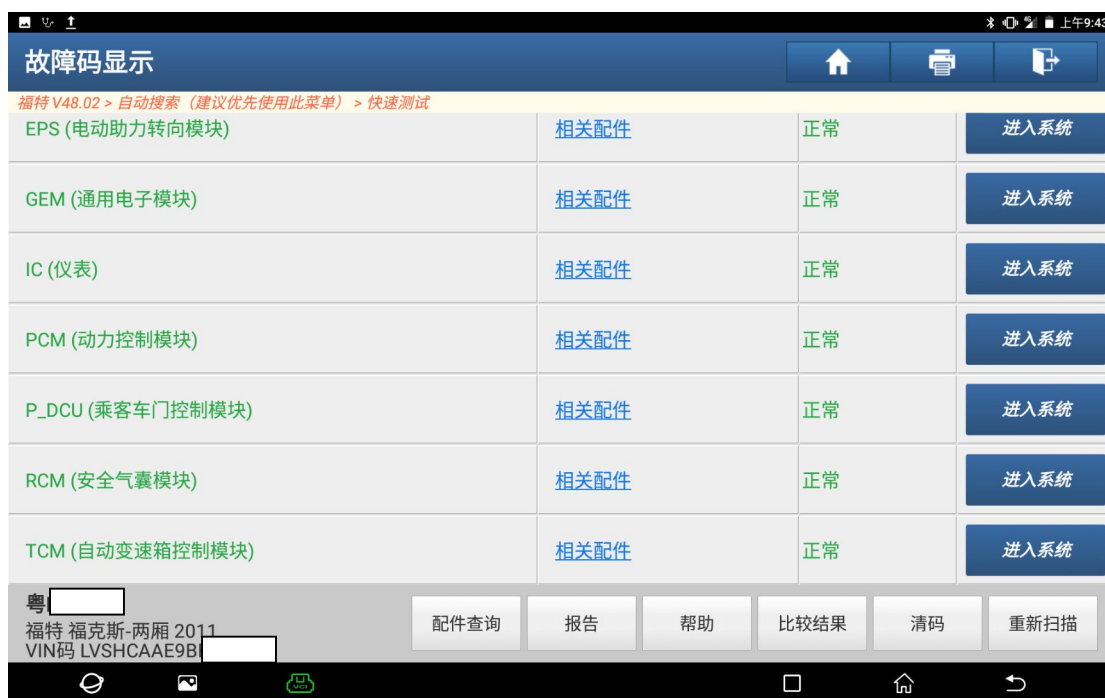 上午9:43
故障码显示
福特 V48.02 > 自动搜索（建议优先使用此菜单） > 快速测试
EPS (电动助力转向模块) 相关配件 正常 进入系统
GEM (通用电子模块) 相关配件 正常 进入系统
IC (仪表) 相关配件 正常 进入系统
PCM (动力控制模块) 相关配件 正常 进入系统
P_DCU (乘客车门控制模块) 相关配件 正常 进入系统
RCM (安全气囊模块) 相关配件 正常 进入系统
TCM (自动变速箱控制模块) 相关配件 正常 进入系统
粤
福特 福克斯-两厢 2011
VIN码 LVSHCAAE9B
配件查询 报告 帮助 比较结果 清码 重新扫描
VCI